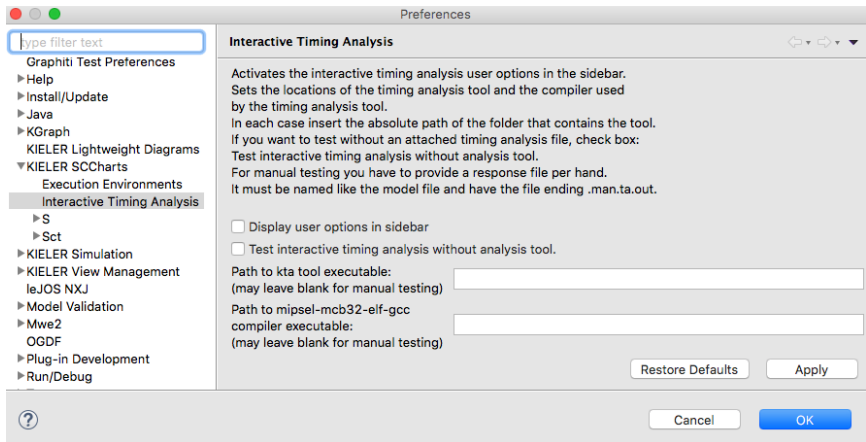 Preferences
type filter text
Graphiti Test Preferences
Help
Install/Update
Java
KGraph
KIELER Lightweight Diagrams
KIELER SCCharts
Execution Environments
Interactive Timing Analysis
S
Sct
KIELER Simulation
KIELER View Management
leJOS NXJ
Model Validation
Mwe2
OGDF
Plug-in Development
Run/Debug
Interactive Timing Analysis
Activates the interactive timing analysis user options in the sidebar.
Sets the locations of the timing analysis tool and the compiler used
by the timing analysis tool.
In each case insert the absolute path of the folder that contains the tool.
If you want to test without an attached timing analysis file, check box:
Test interactive timing analysis without analysis tool.
For manual testing you have to provide a response file per hand.
It must be named like the model file and have the file ending .man.ta.out.
Display user options in sidebar
Test interactive timing analysis without analysis tool.
Path to kta tool executable:
(may leave blank for manual testing)
Path to mipsel-mcb32-elf-gcc
compiler executable:
(may leave blank for manual testing)
Restore Defaults
Apply
?
Cancel
OK